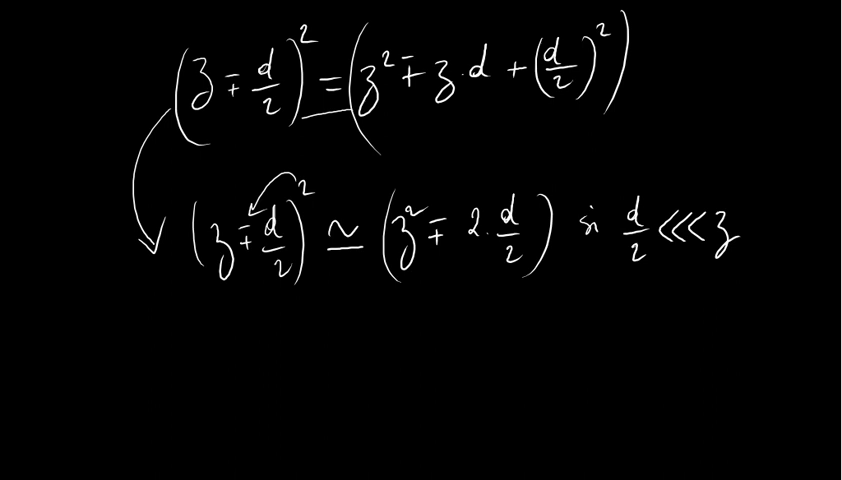 (z ∓ d/2)² = (z² ∓ z·d + (d/2)²)
(z ∓ d/2)² ≃ (z² ∓ 2·d/2) si d/2 <<< z